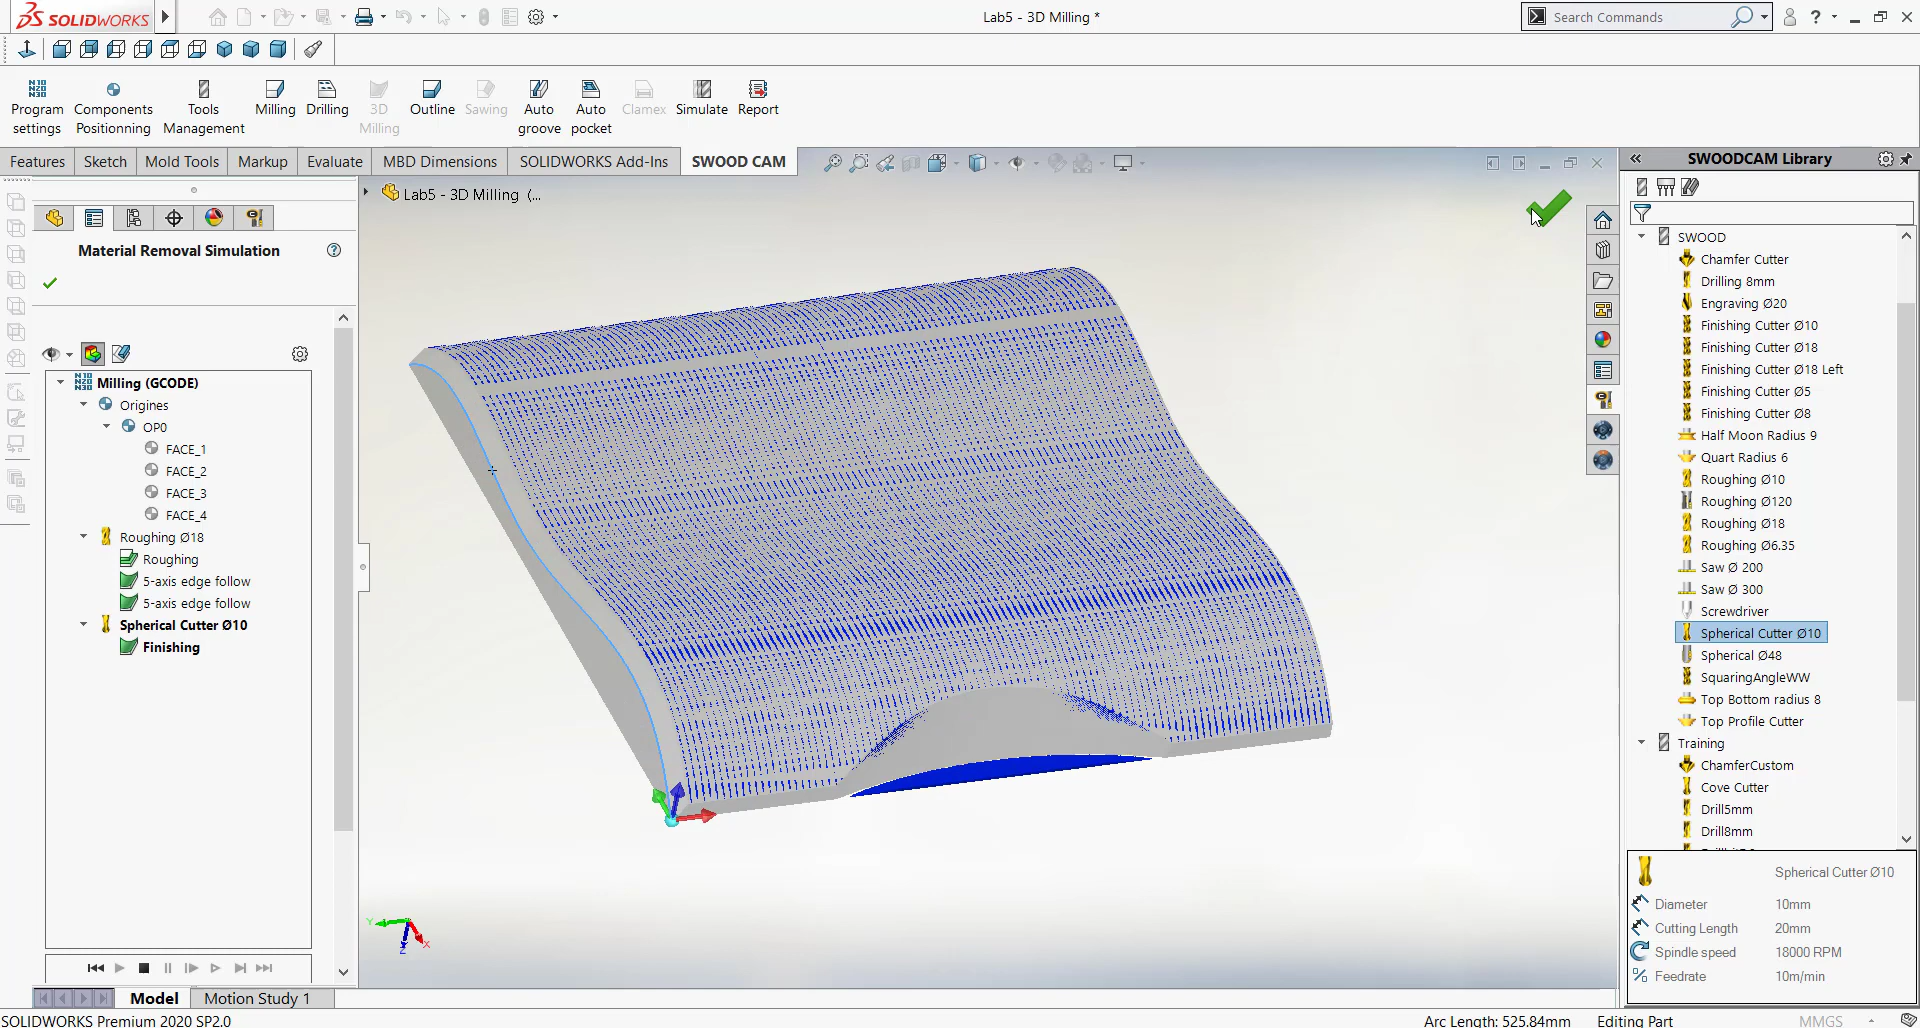 SOLIDWORKS
Lab5 - 3D Milling *
Search Commands
?
Program settings
Components Positionning
Tools Management
Milling
Drilling
3D Milling
Outline
Sawing
Auto groove
Auto pocket
Clamex
Simulate
Report
Features
Sketch
Mold Tools
Markup
Evaluate
MBD Dimensions
SOLIDWORKS Add-Ins
SWOOD CAM
Material Removal Simulation
Milling (GCODE)
Origines
OP0
FACE_1
FACE_2
FACE_3
FACE_4
Roughing Ø18
Roughing
5-axis edge follow
5-axis edge follow
Spherical Cutter Ø10
Finishing
Lab5 - 3D Milling (...
Y
X
Z
SWOODCAM Library
SWOOD
Chamfer Cutter
Drilling 8mm
Engraving Ø20
Finishing Cutter Ø10
Finishing Cutter Ø18
Finishing Cutter Ø18 Left
Finishing Cutter Ø5
Finishing Cutter Ø8
Half Moon Radius 9
Quart Radius 6
Roughing Ø10
Roughing Ø120
Roughing Ø18
Roughing Ø6.35
Saw Ø 200
Saw Ø 300
Screwdriver
Spherical Cutter Ø10
Spherical Ø48
SquaringAngleWW
Top Bottom radius 8
Top Profile Cutter
Training
ChamferCustom
Cove Cutter
Drill5mm
Drill8mm
Spherical Cutter Ø10
Diameter 10mm
Cutting Length 20mm
Spindle speed 18000 RPM
Feedrate 10m/min
Model
Motion Study 1
SOLIDWORKS Premium 2020 SP2.0
Arc Length: 525.84mm
Editing Part
MMGS